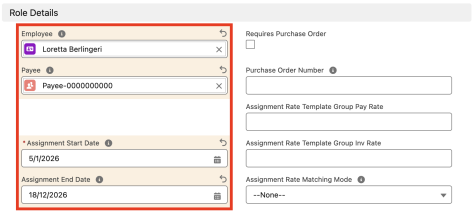 Role Details
Employee
Loretta Berlingeri
Payee
Payee-0000000000
*Assignment Start Date
5/1/2026
Assignment End Date
18/12/2026
Requires Purchase Order
Purchase Order Number
Assignment Rate Template Group Pay Rate
Assignment Rate Template Group Inv Rate
Assignment Rate Matching Mode
--None--